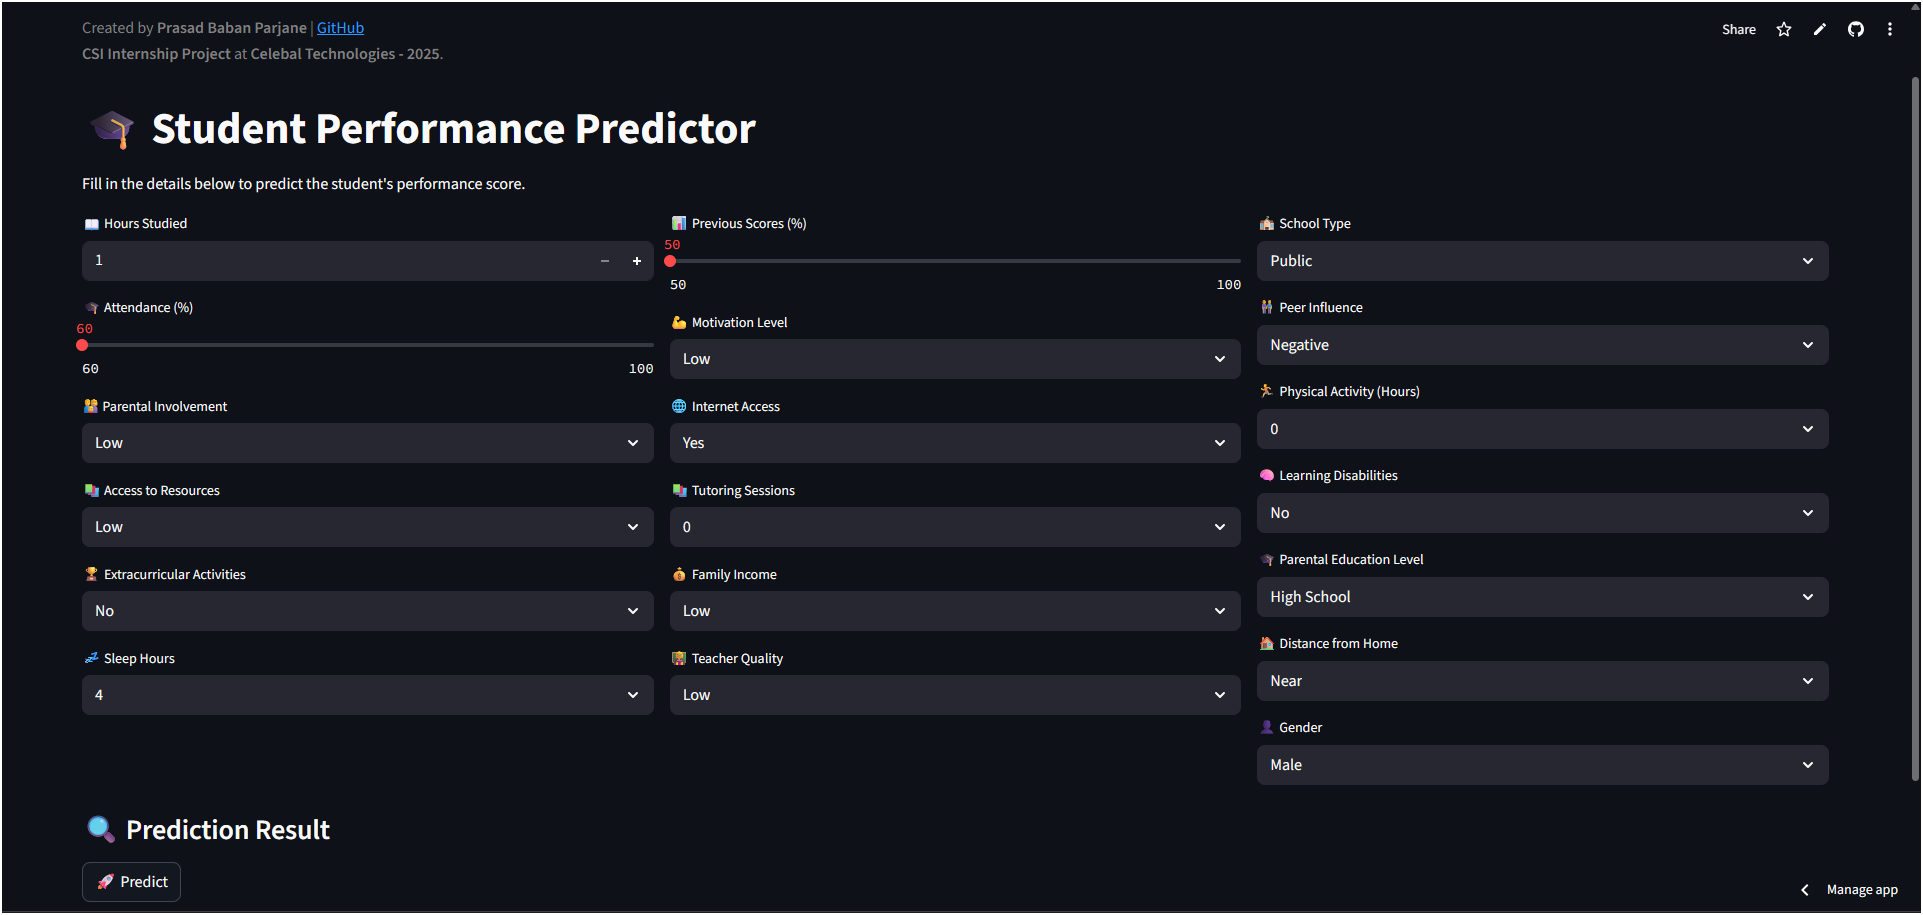 Created by Prasad Baban Parjane | GitHub
CSI Internship Project at Celebal Technologies - 2025.
Share
Student Performance Predictor
Fill in the details below to predict the student's performance score.
Hours Studied
1
Attendance (%)
60
60 100
Parental Involvement
Low
Access to Resources
Low
Extracurricular Activities
No
Sleep Hours
4
Previous Scores (%)
50
50 100
Motivation Level
Low
Internet Access
Yes
Tutoring Sessions
0
Family Income
Low
Teacher Quality
Low
School Type
Public
Peer Influence
Negative
Physical Activity (Hours)
0
Learning Disabilities
No
Parental Education Level
High School
Distance from Home
Near
Gender
Male
Prediction Result
Predict
Manage app